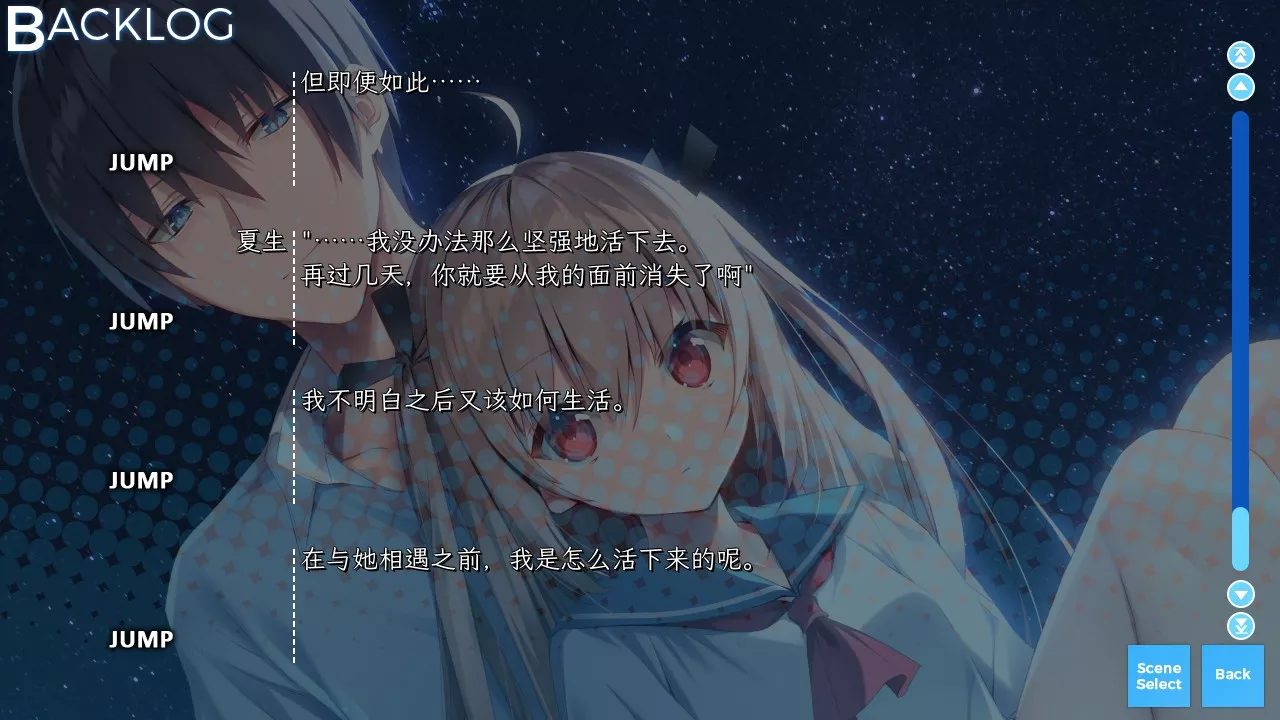 BACKLOG
但即便如此……
JUMP
夏生
"……我没办法那么坚强地活下去。
再过几天，你就要从我的面前消失了啊"
JUMP
我不明白之后又该如何生活。
JUMP
在与她相遇之前，我是怎么活下来的呢。
JUMP
Scene
Select
Back